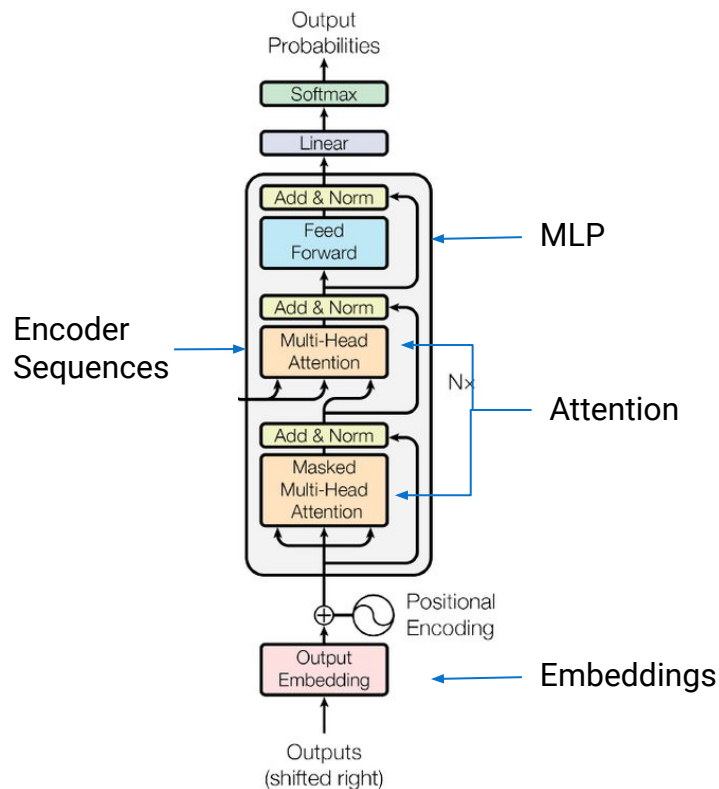 Output
Probabilities
Softmax
Linear
Add & Norm
Feed
Forward
MLP
Add & Norm
Encoder
Sequences
Multi-Head
Attention
Nx
Attention
Add & Norm
Masked
Multi-Head
Attention
Positional
Encoding
Output
Embedding
Embeddings
Outputs
(shifted right)